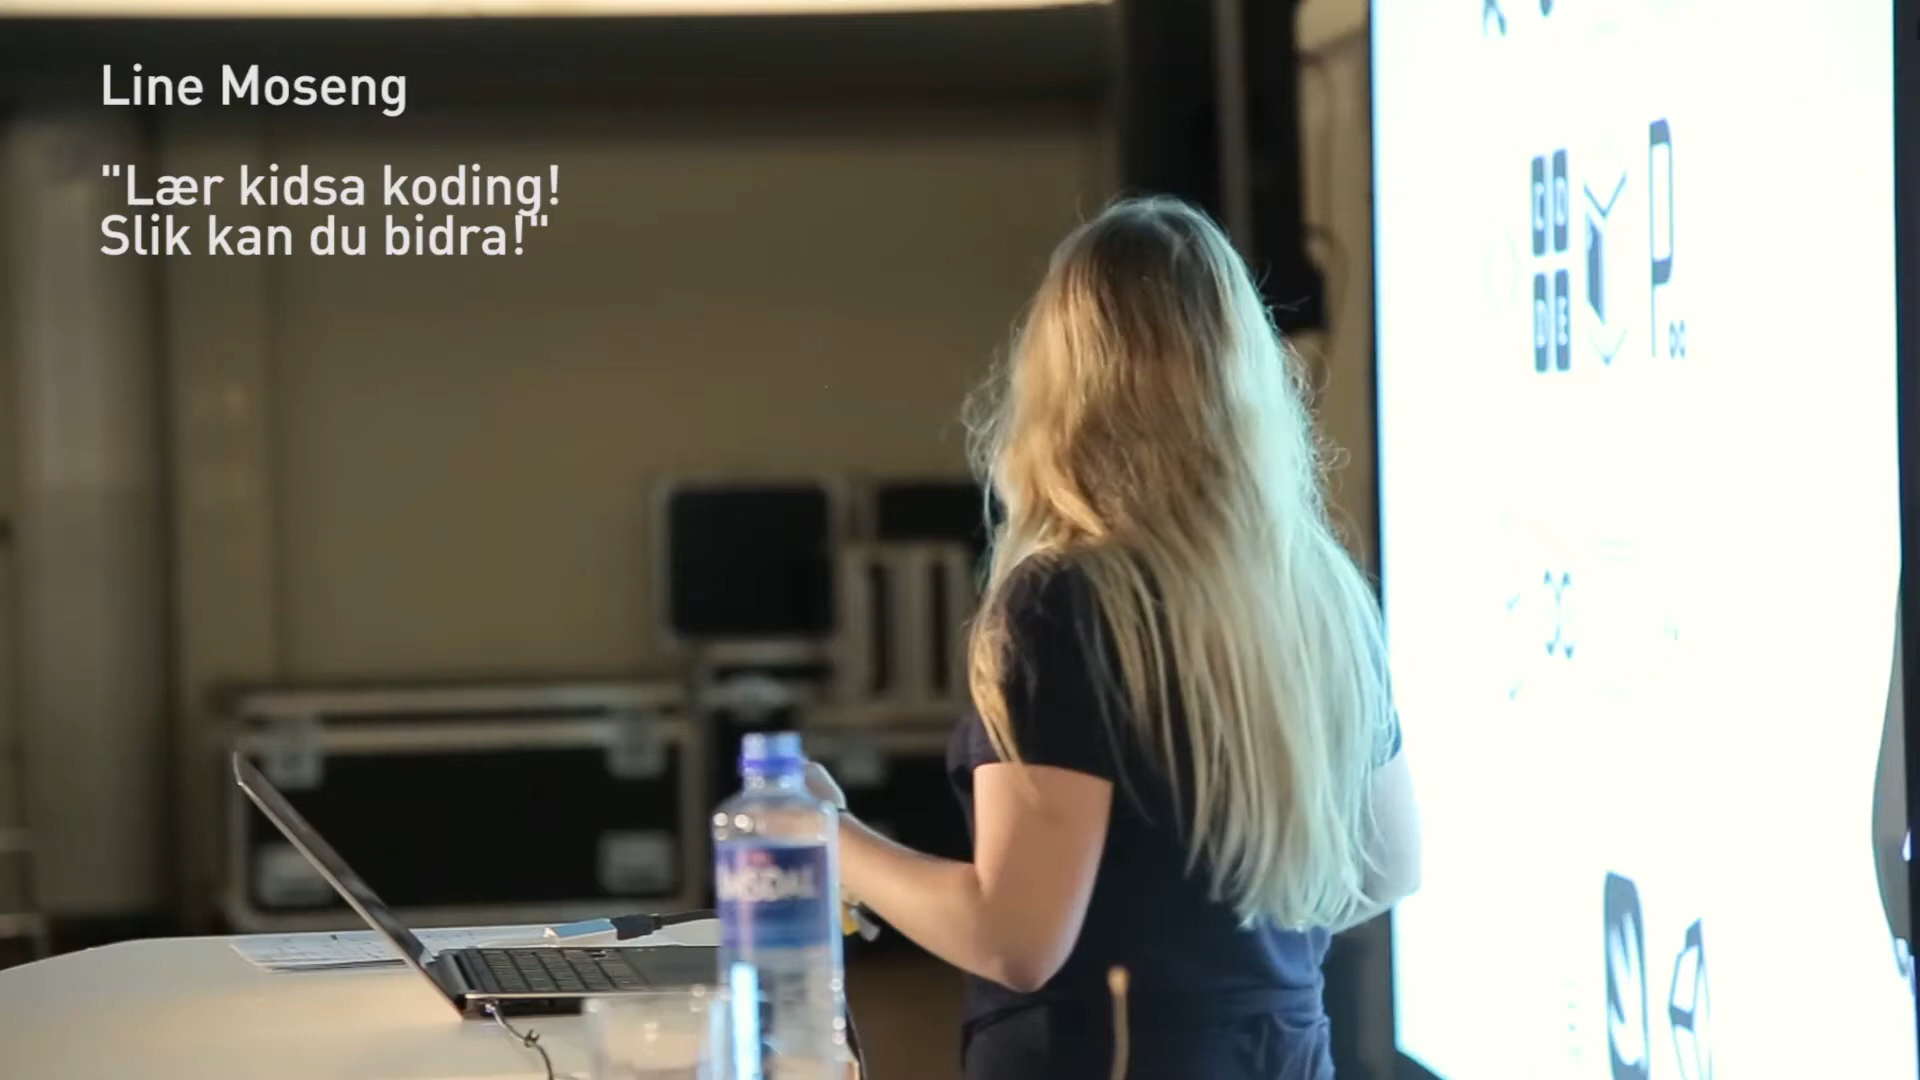 Line Moseng
"Lær kidsa koding!
Slik kan du bidra!"